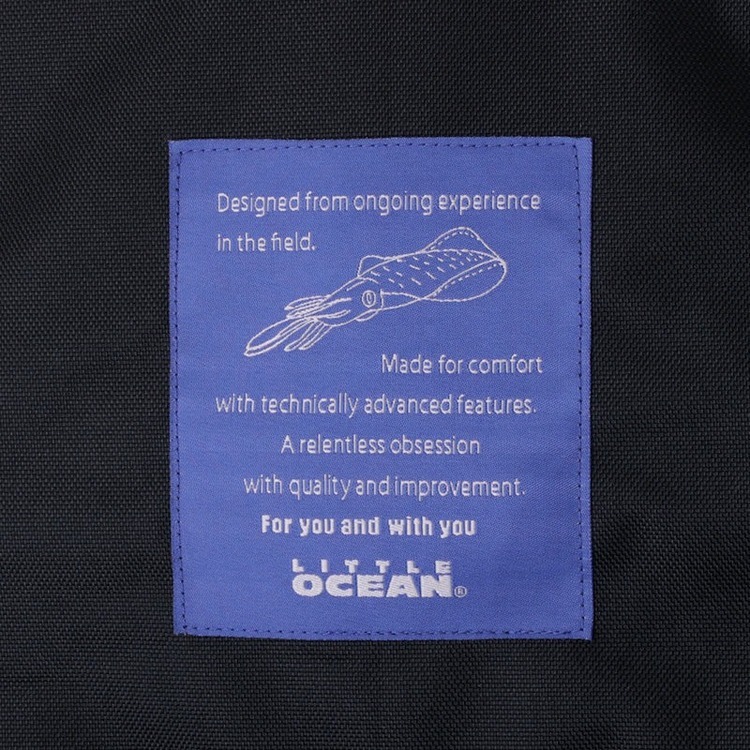 Designed from ongoing experience
in the field.
Made for comfort
with technically advanced features.
A relentless obsession
with quality and improvement.
For you and with you
LITTLE
OCEAN®